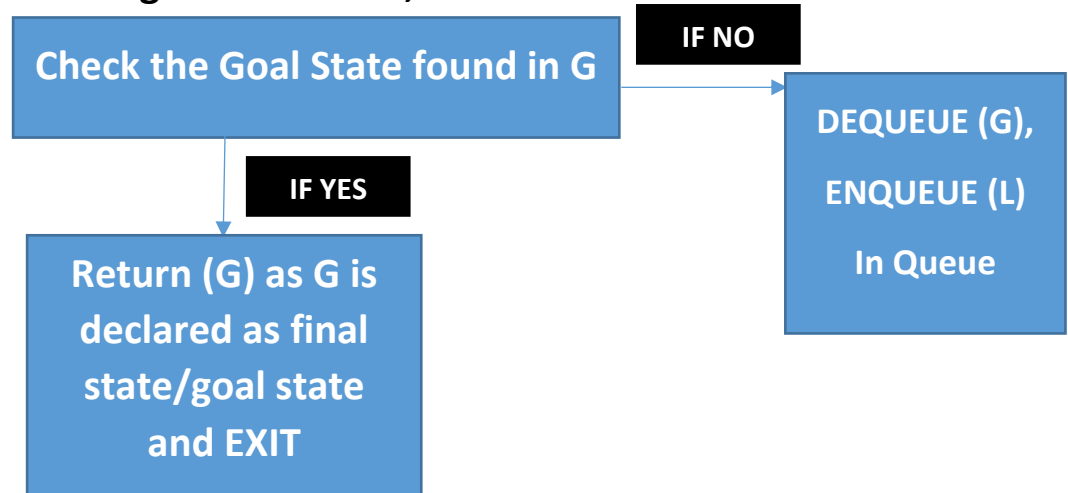 Check the Goal State found in G
IF NO
DEQUEUE (G),
ENQUEUE (L)
In Queue
IF YES
Return (G) as G is
declared as final
state/goal state
and EXIT